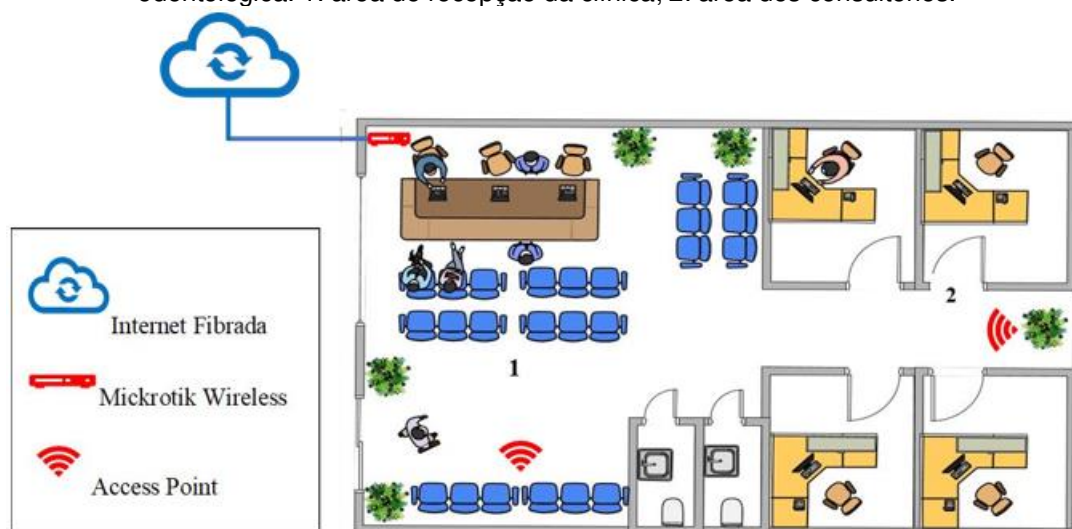 odontológica. 1: área de recepção da clínica; 2: área dos consultórios.
Internet Fibrada
Mickrotik Wireless
Access Point
1
2